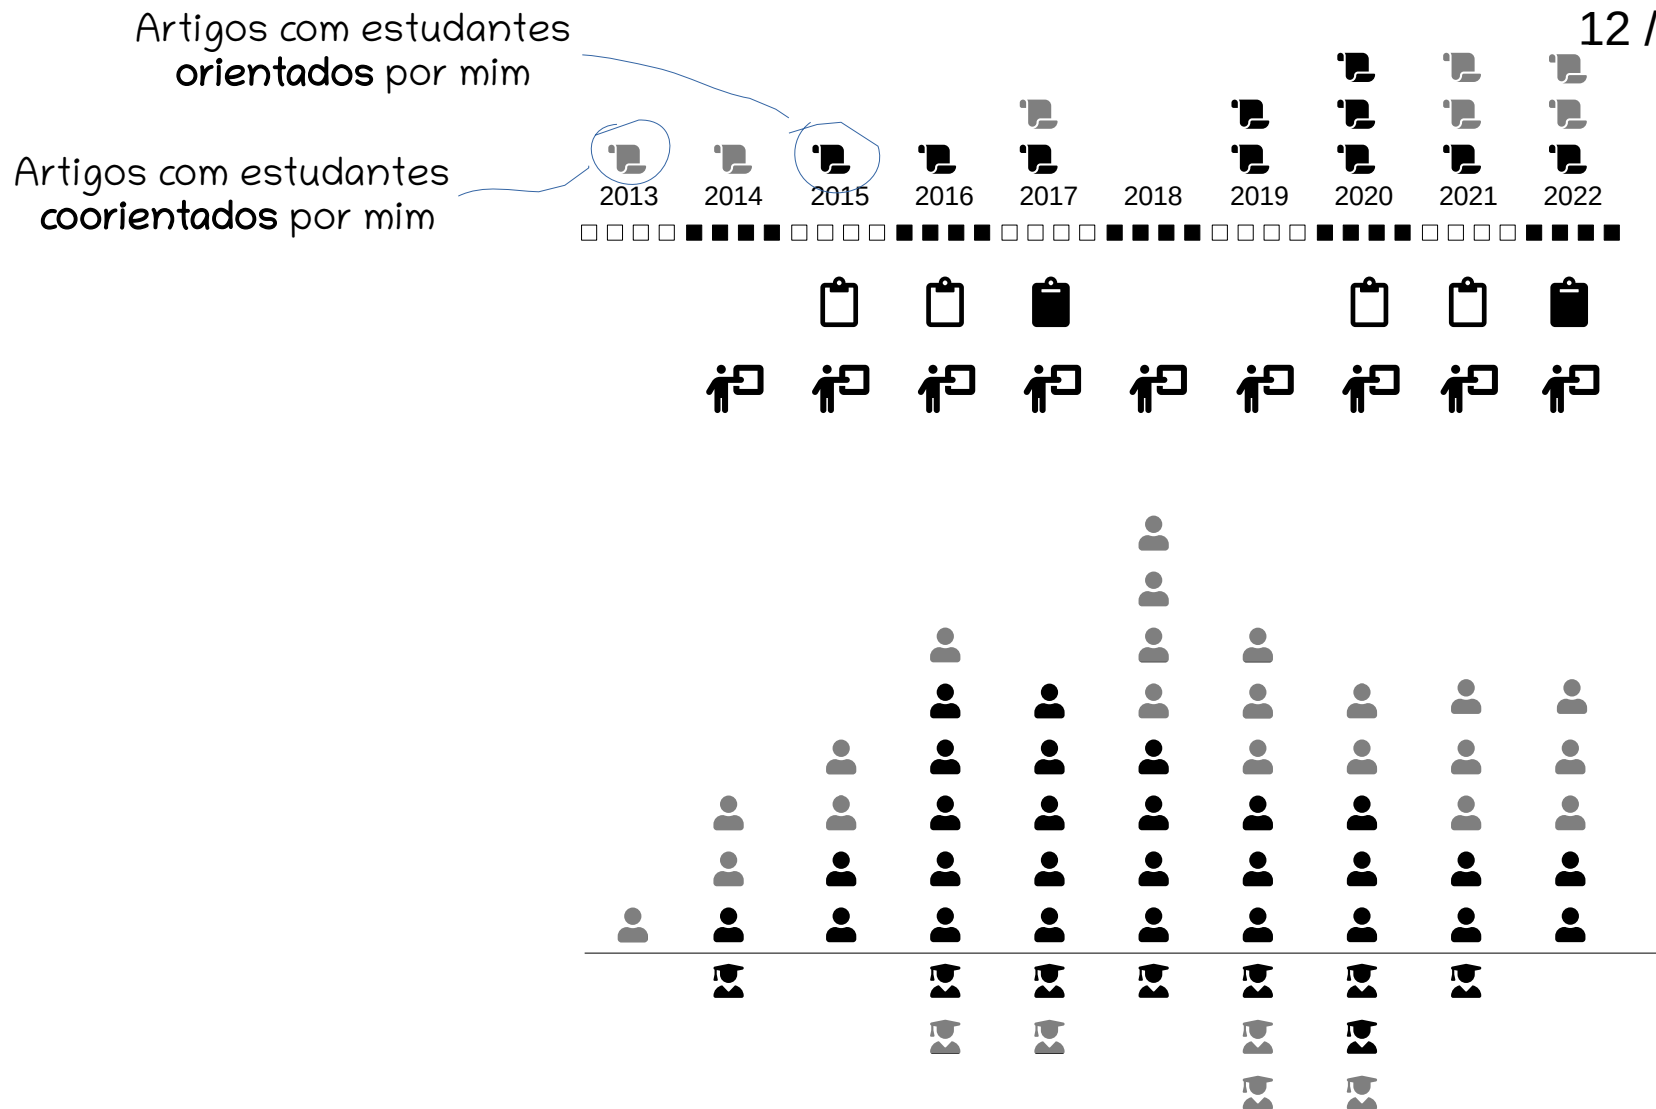 12 /
Artigos com estudantes
orientados por mim
Artigos com estudantes
coorientados por mim
2013 2014 2015 2016 2017 2018 2019 2020 2021 2022